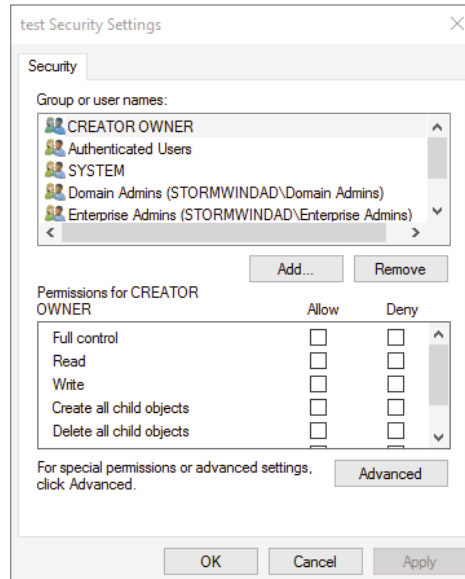 test Security Settings
Security
Group or user names:
CREATOR OWNER
Authenticated Users
SYSTEM
Domain Admins (STORMWINDAD\Domain Admins)
Enterprise Admins (STORMWINDAD\Enterprise Admins)
Add... Remove
Permissions for CREATOR
OWNER Allow Deny
Full control
Read
Write
Create all child objects
Delete all child objects
For special permissions or advanced settings,
click Advanced.
Advanced
OK Cancel Apply